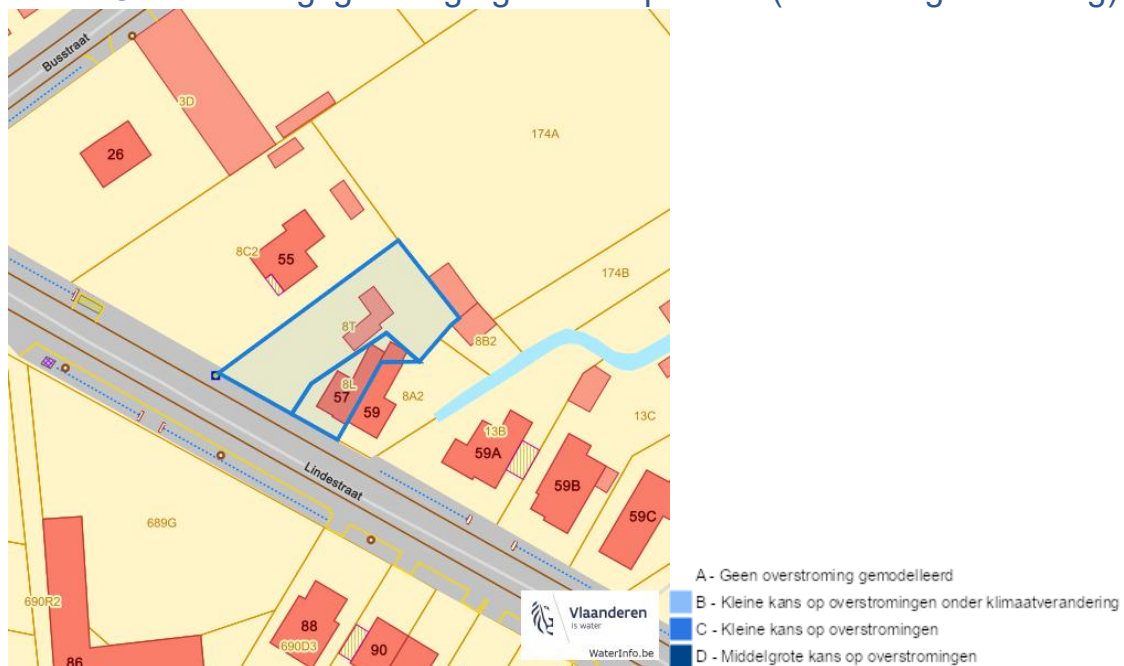 Busstraat
3D
26
174A
8C2
55
174B
8T
8B2
8L
57
59
8A2
13C
13B
59A
59B
59C
Lindestraat
689G
690R2
88
690D3
90
86
Vlaanderen
is water
WaterInfo.be
A - Geen overstroming gemodelleerd
B - Kleine kans op overstromingen onder klimaatverandering
C - Kleine kans op overstromingen
D - Middelgrote kans op overstromingen